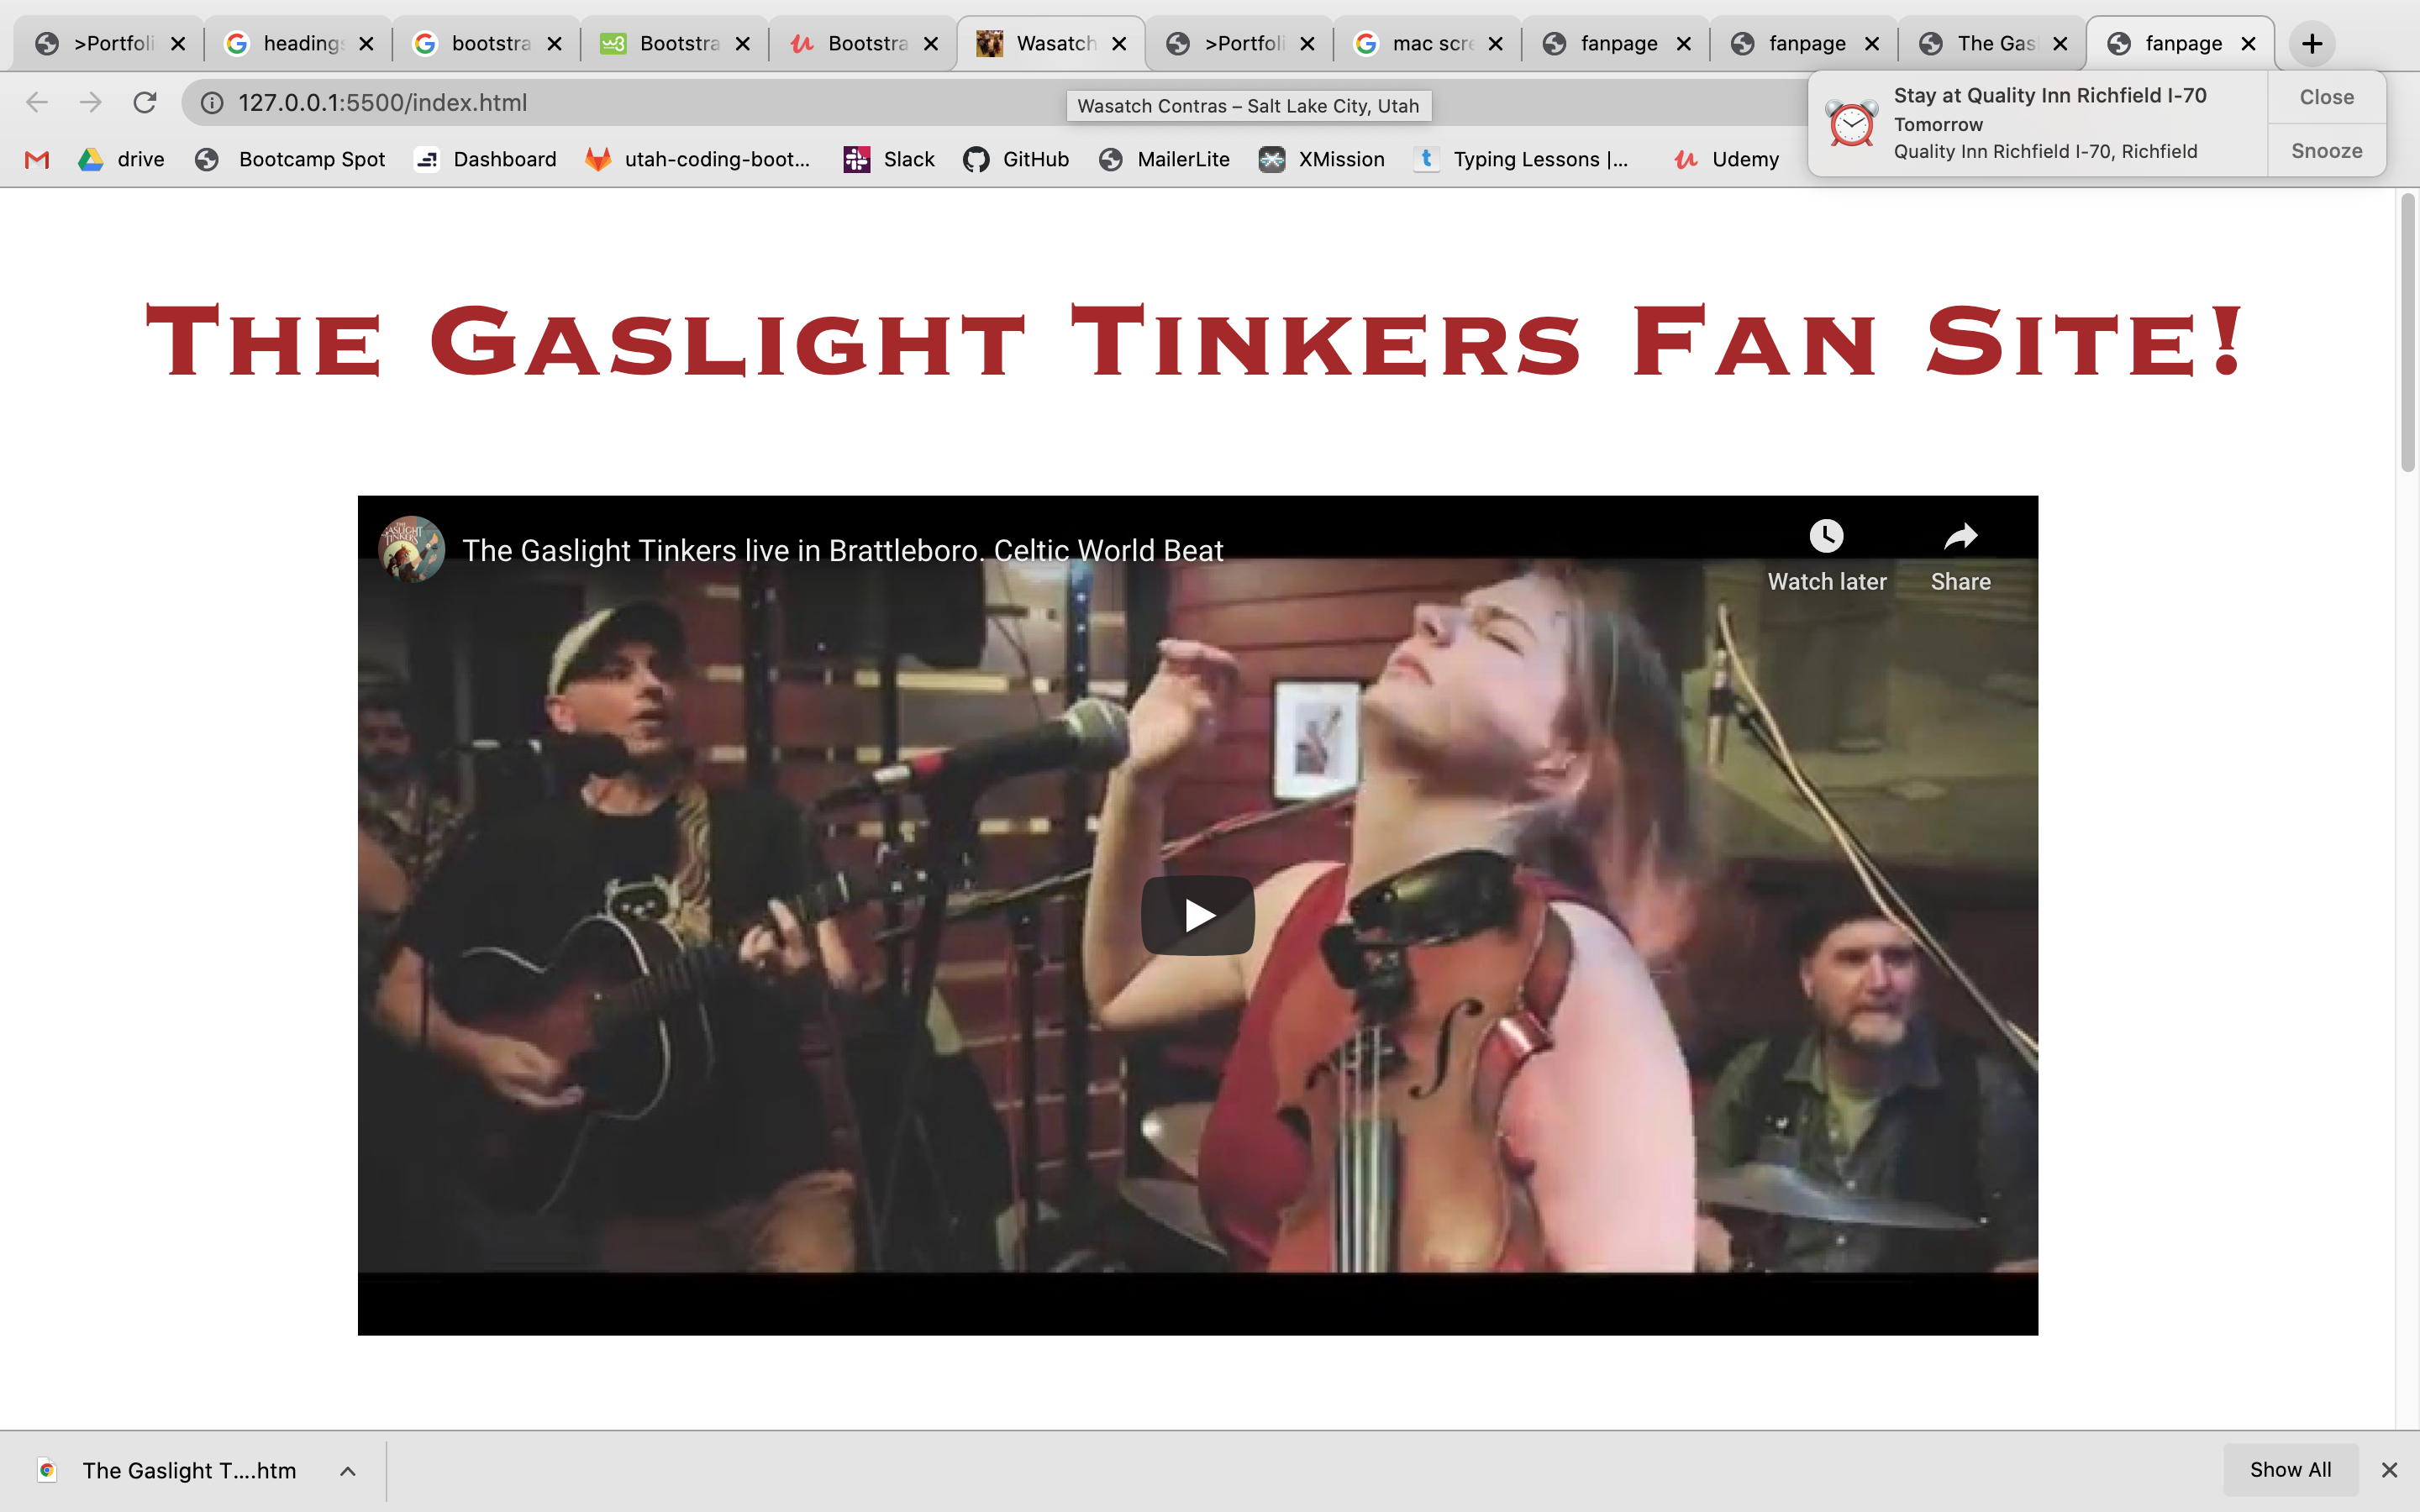 >Portfoli
heading
bootstra
Bootstra
Bootstra
Wasatch
>Portfoli
mac scre
fanpage
fanpage
The Gas
fanpage
127.0.0.1:5500/index.html
Wasatch Contras – Salt Lake City, Utah
Stay at Quality Inn Richfield I-70
Tomorrow
Quality Inn Richfield I-70, Richfield
Close
Snooze
drive
Bootcamp Spot
Dashboard
utah-coding-boot...
Slack
GitHub
MailerLite
XMission
Typing Lessons |...
Udemy
The Gaslight Tinkers Fan Site!
The Gaslight Tinkers live in Brattleboro. Celtic World Beat
Watch later
Share
The Gaslight T....htm
Show All